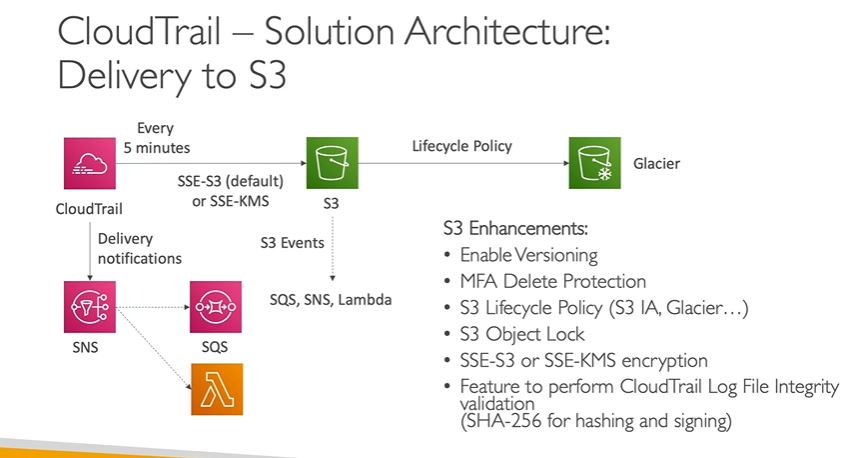 CloudTrail – Solution Architecture:
Delivery to S3
Every
5 minutes
Lifecycle Policy
Glacier
SSE-S3 (default)
or SSE-KMS
CloudTrail
S3
Delivery
notifications
S3 Events
SQS, SNS, Lambda
SNS
SQS
S3 Enhancements:
• Enable Versioning
• MFA Delete Protection
• S3 Lifecycle Policy (S3 IA, Glacier…)
• S3 Object Lock
• SSE-S3 or SSE-KMS encryption
• Feature to perform CloudTrail Log File Integrity
validation
(SHA-256 for hashing and signing)